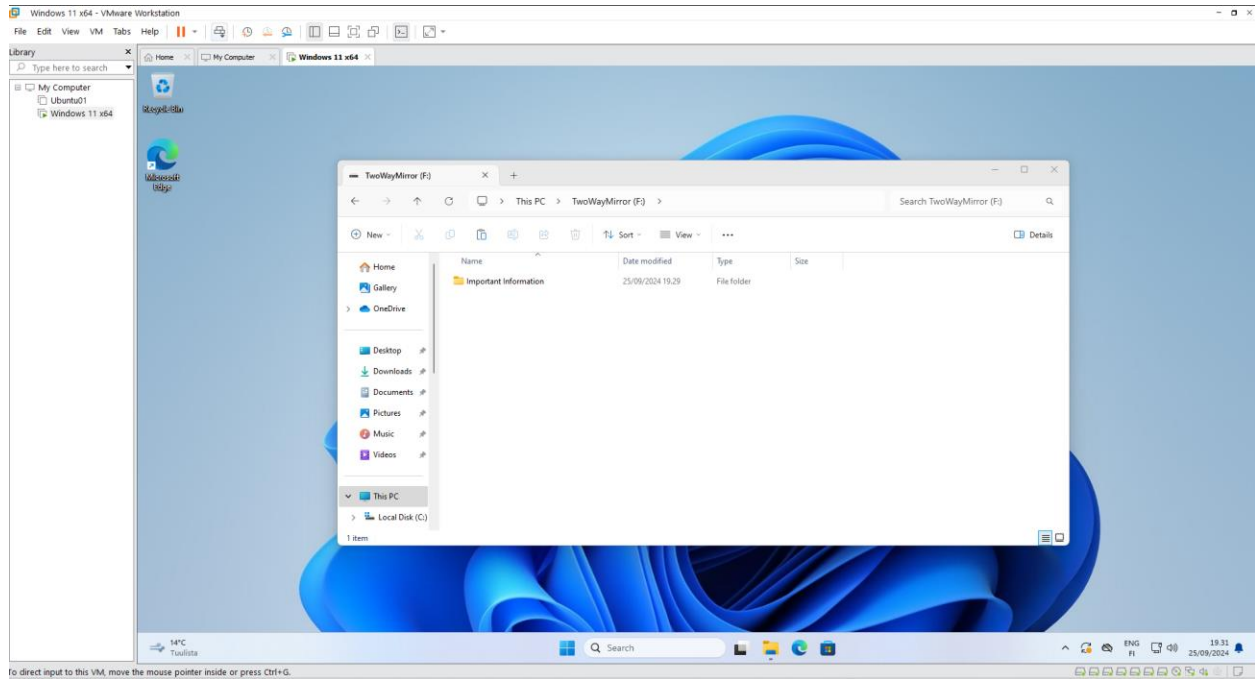 Windows 11 x64 - VMware Workstation
File Edit View VM Tabs Help
Library
Type here to search
My Computer
Ubuntu01
Windows 11 x64
Home
My Computer
Windows 11 x64
Recycle Bin
Microsoft
Edge
TwoWayMirror (F:)
This PC > TwoWayMirror (F:) >
Search TwoWayMirror (F:)
New
Sort
View
Details
Home
Gallery
OneDrive
Desktop
Downloads
Documents
Pictures
Music
Videos
This PC
Local Disk (C:)
Name Date modified Type Size
Important Information 25/09/2024 19.29 File folder
1 item
14°C
Tuulista
Search
ENG
FI
19.31
25/09/2024
To direct input to this VM, move the mouse pointer inside or press Ctrl+G.